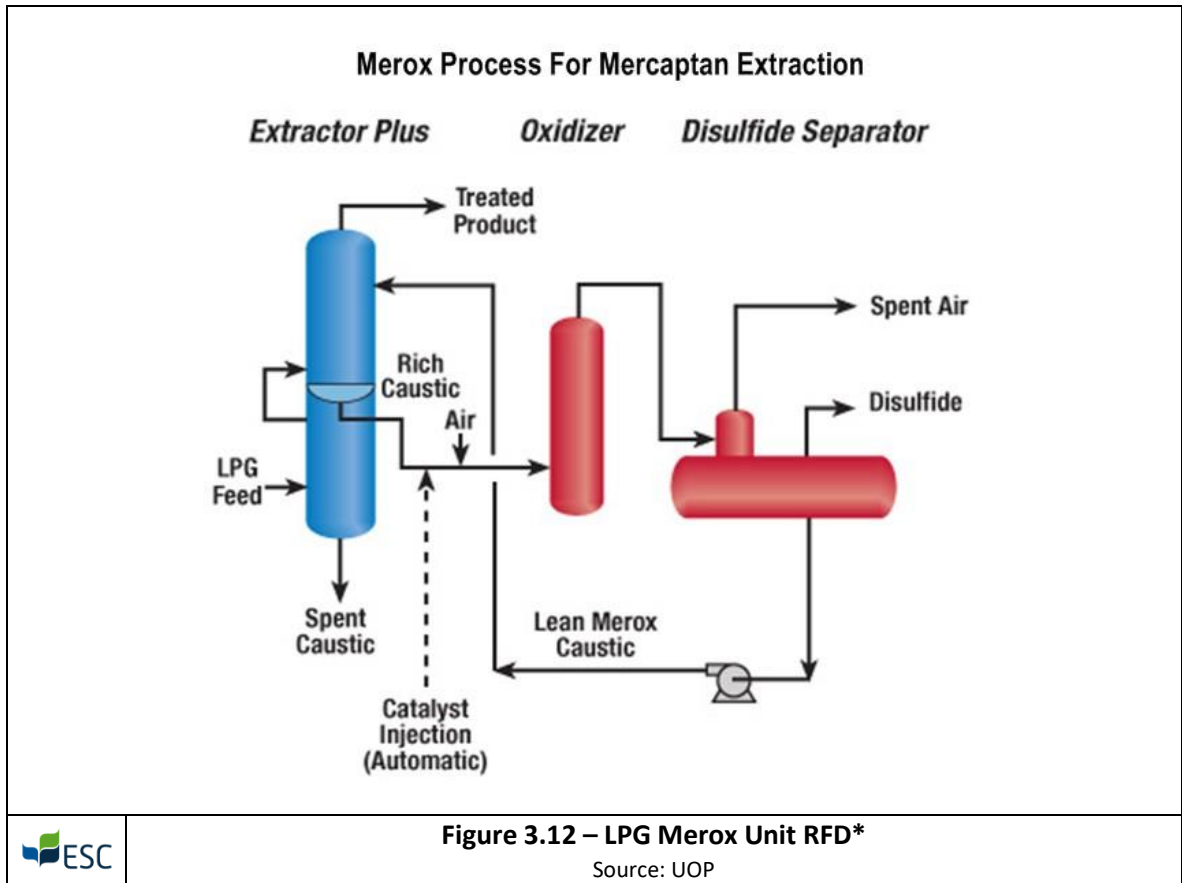 Merox Process For Mercaptan Extraction
Extractor Plus
Oxidizer
Disulfide Separator
Treated
Product
Spent Air
Rich
Caustic
Air
Disulfide
LPG
Feed
Spent
Caustic
Lean Merox
Caustic
Catalyst
Injection
(Automatic)
ESC
Figure 3.12 – LPG Merox Unit RFD*
Source: UOP